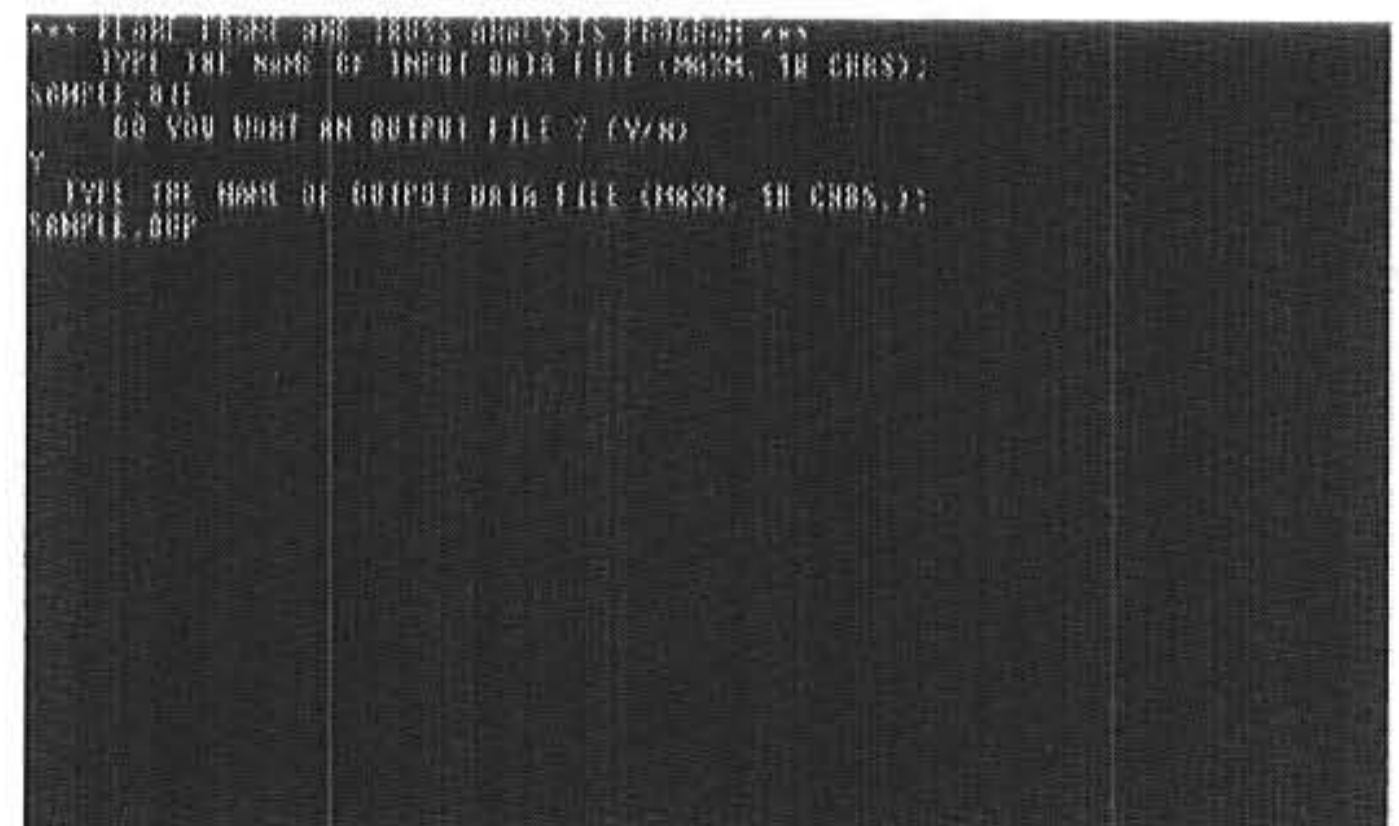 *** PLANE FRAME AND TRUSS ANALYSIS PROGRAM ***
TYPE THE NAME OF INPUT DATA FILE (MAXM. 10 CHRS);
DO YOU WANT AN OUTPUT FILE ? (Y/N)
Y
TYPE THE NAME OF OUTPUT DATA FILE (MAXM. 10 CHRS.);